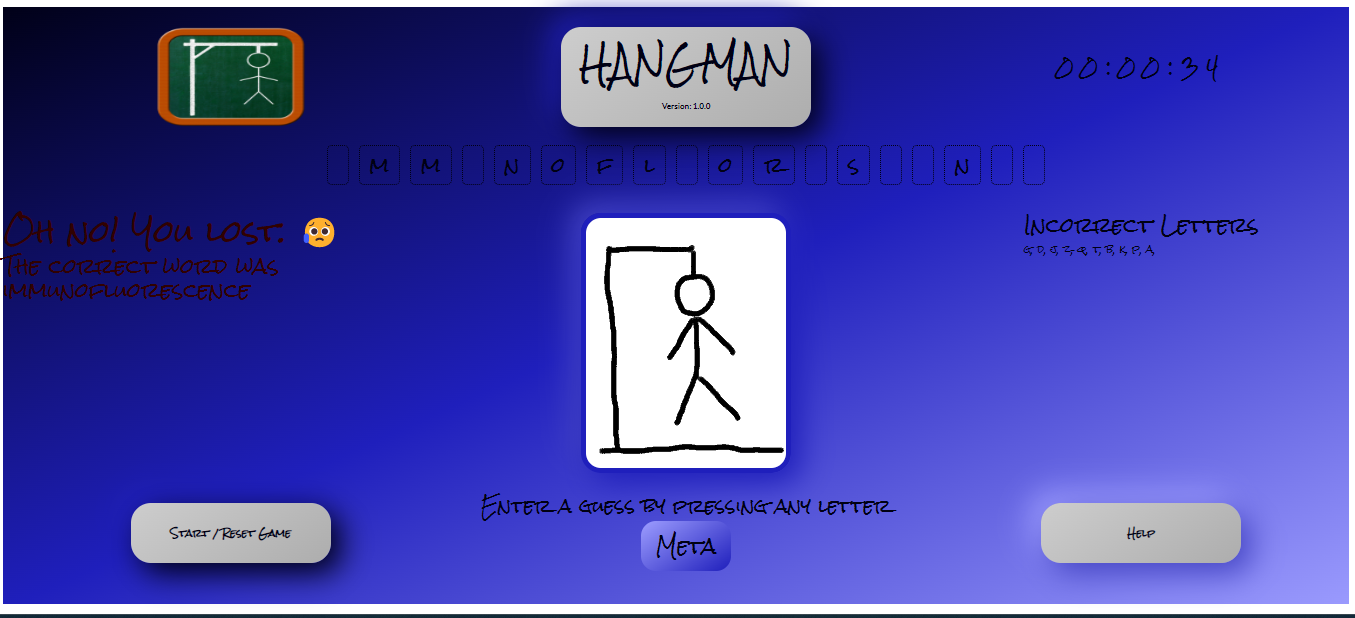 HANGMAN
Version: 1.0.0
00:00:34
M M N O F L O R S N
Oh no! You lost. 😥
The correct word was
immunofluorescence
Incorrect Letters
G, D, J, Z, Q, T, B, K, P, A,
Enter a guess by pressing any letter
Meta
Start / Reset Game
Help